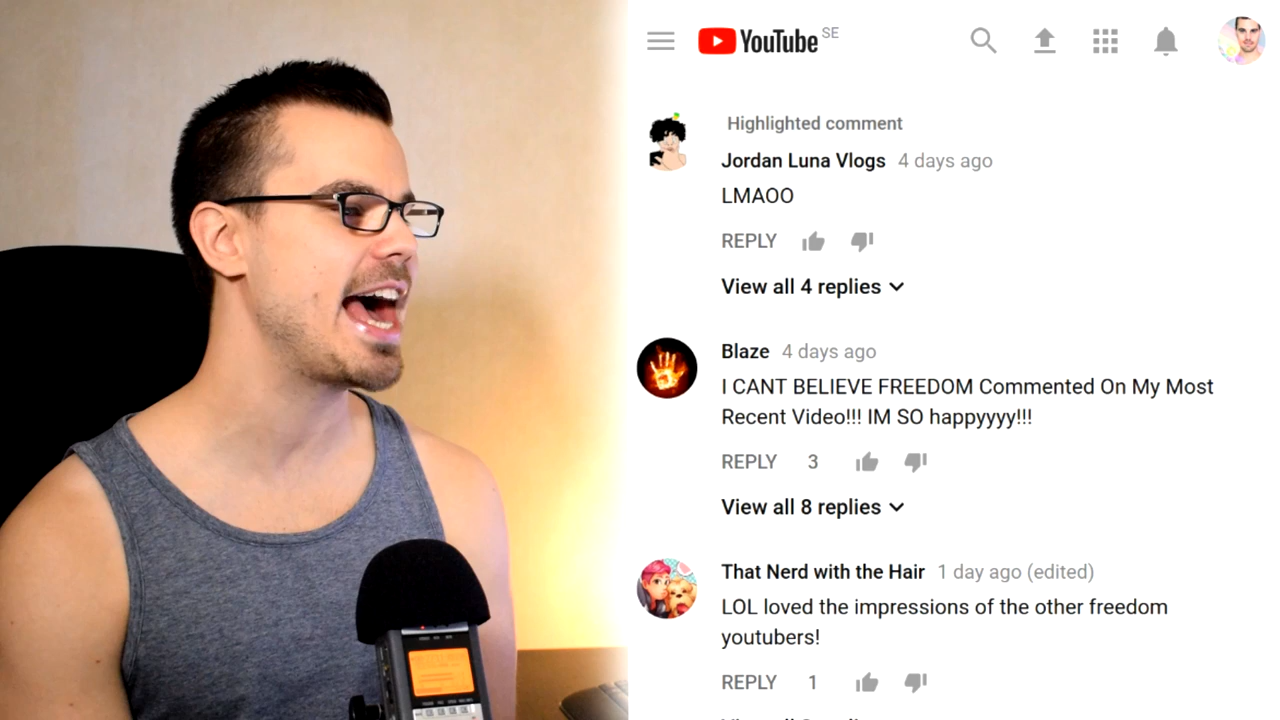 YouTube SE
Highlighted comment
Jordan Luna Vlogs 4 days ago
LMAOO
REPLY
View all 4 replies
Blaze 4 days ago
I CANT BELIEVE FREEDOM Commented On My Most
Recent Video!!! IM SO happyyyy!!!
REPLY 3
View all 8 replies
That Nerd with the Hair 1 day ago (edited)
LOL loved the impressions of the other freedom
youtubers!
REPLY 1